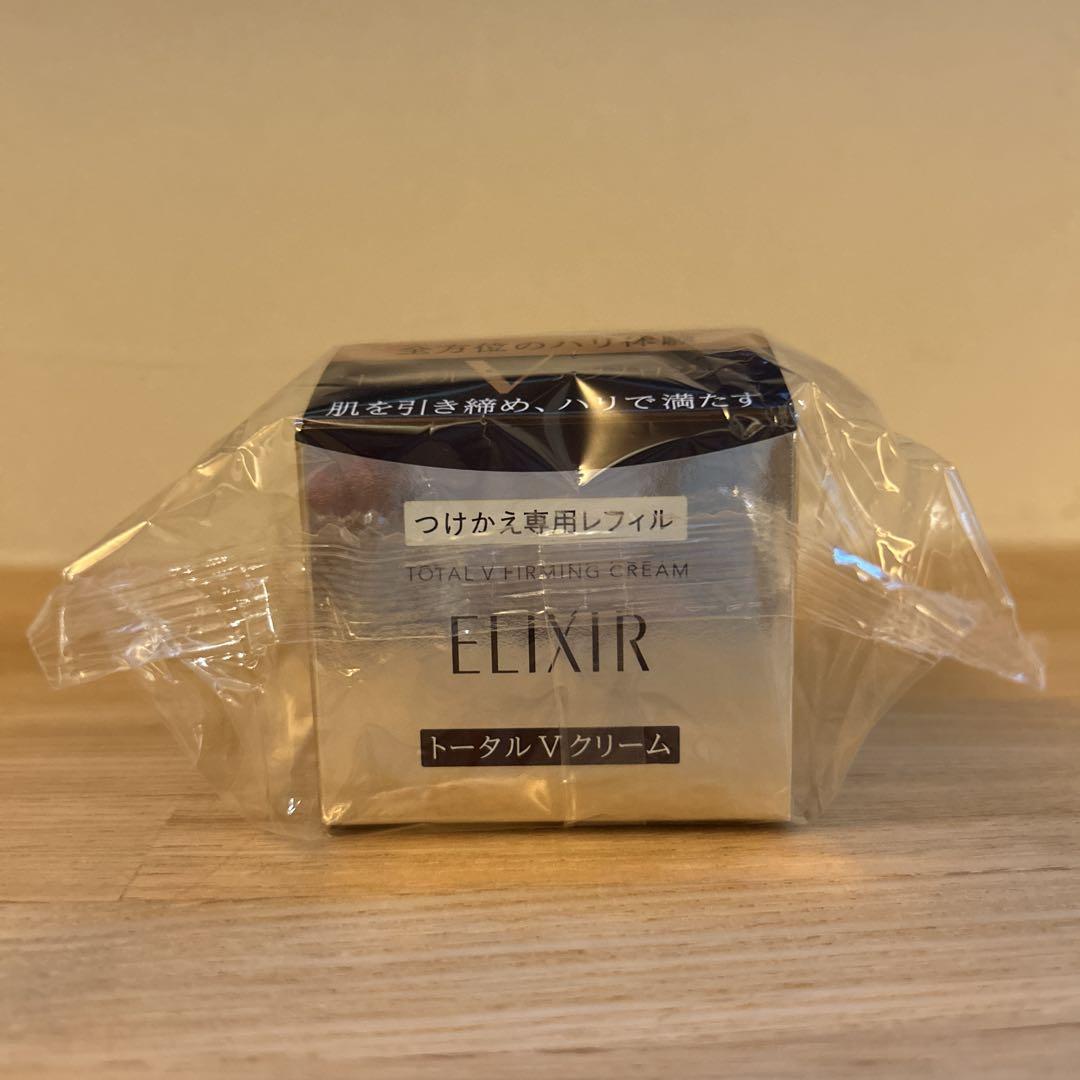 全方位のハリ体験
V
肌を引き締め、ハリで満たす
つけかえ専用レフィル
TOTAL V FIRMING CREAM
ELIXIR
トータル V クリーム